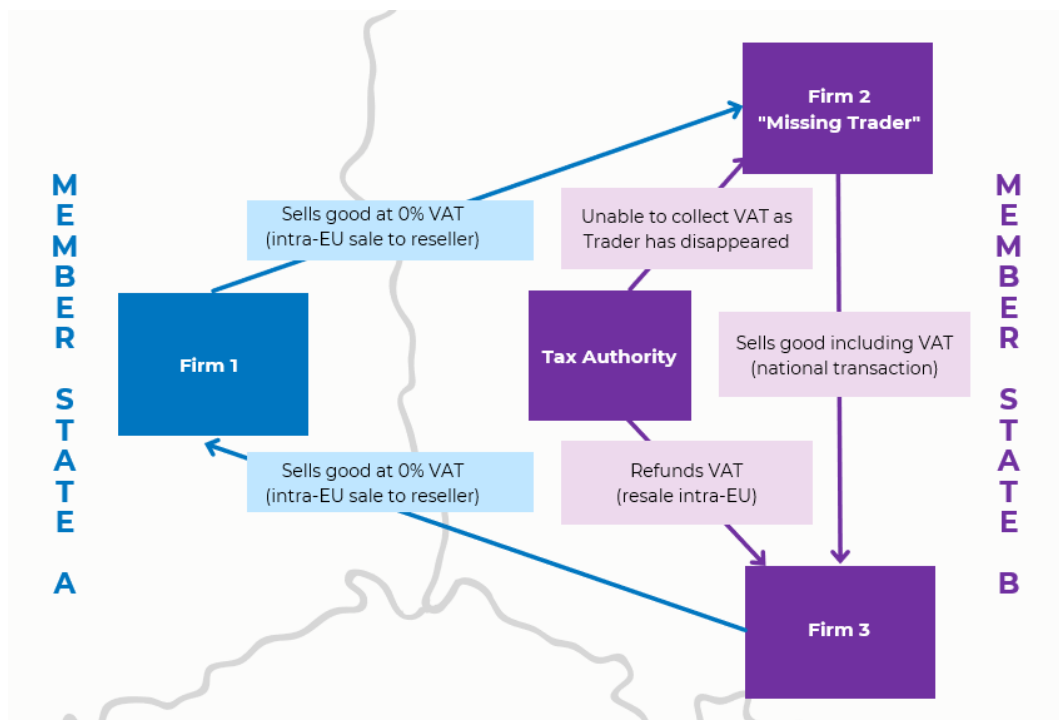 MEMBER STATE A
Firm 1
Sells good at 0% VAT
(intra-EU sale to reseller)
Sells good at 0% VAT
(intra-EU sale to reseller)
Firm 2
"Missing Trader"
Unable to collect VAT as
Trader has disappeared
Tax Authority
Sells good including VAT
(national transaction)
Refunds VAT
(resale intra-EU)
Firm 3
MEMBER STATE B